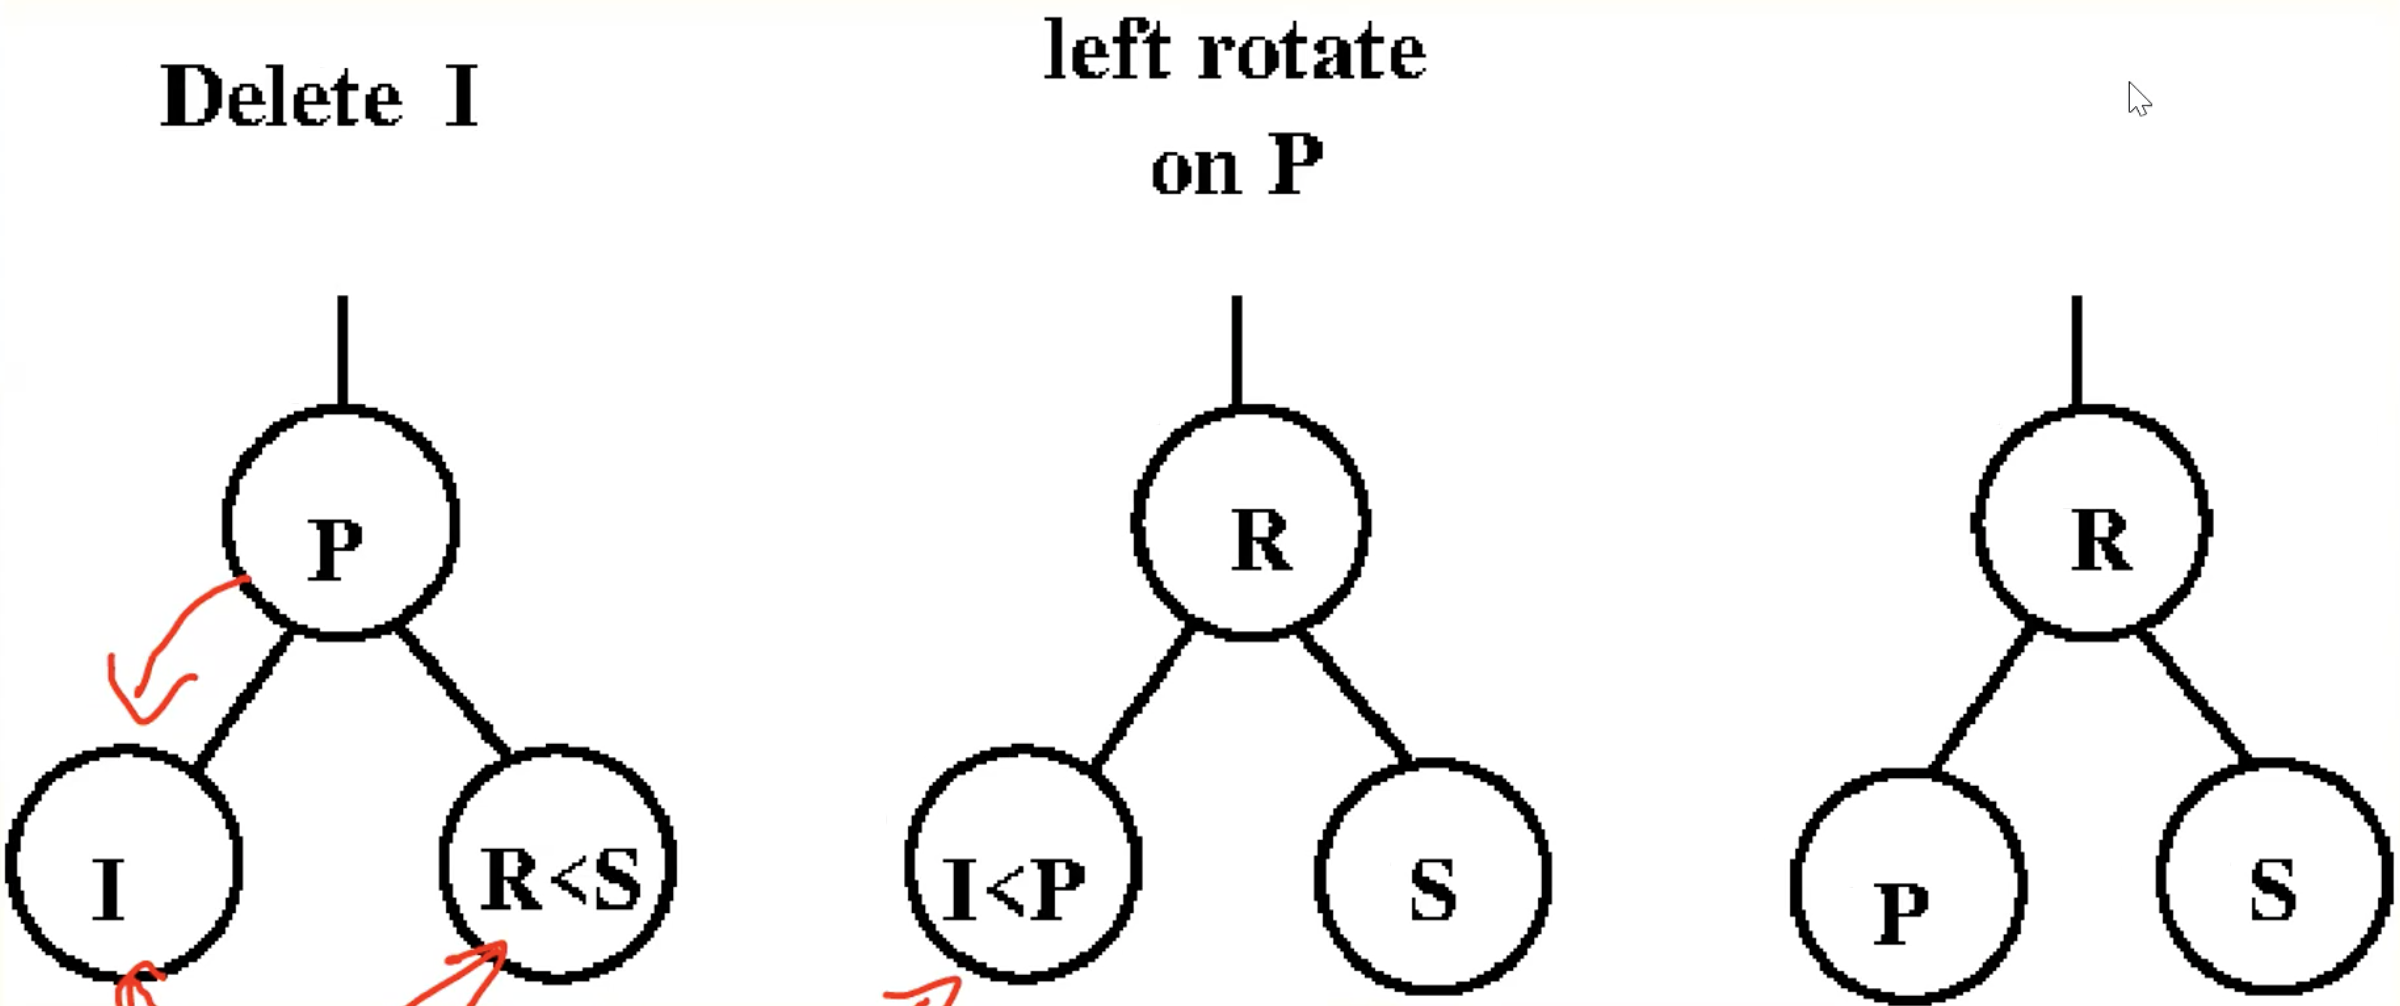 Delete I
left rotate
on P
P
R
R
I
R<S
I<P
S
P
S